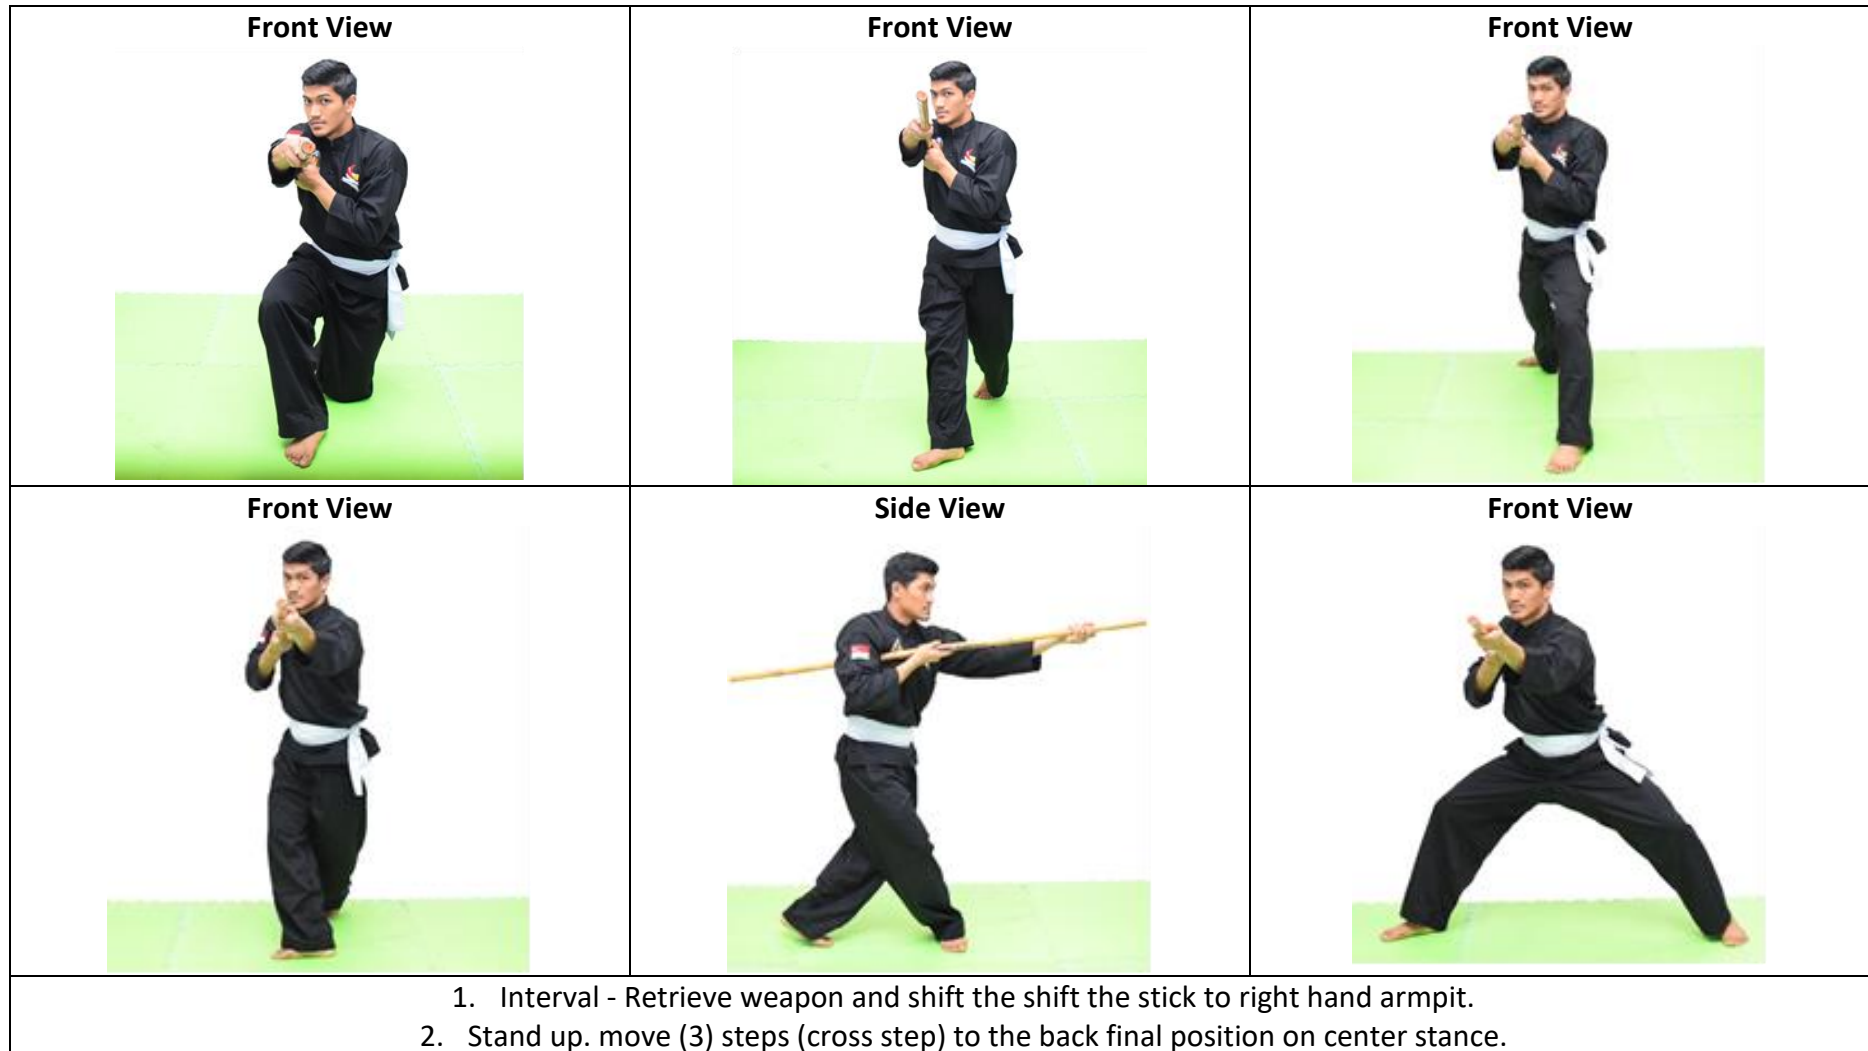 Front View
Front View
Front View
Front View
Side View
Front View
1. Interval - Retrieve weapon and shift the shift the stick to right hand armpit.
2. Stand up. move (3) steps (cross step) to the back final position on center stance.